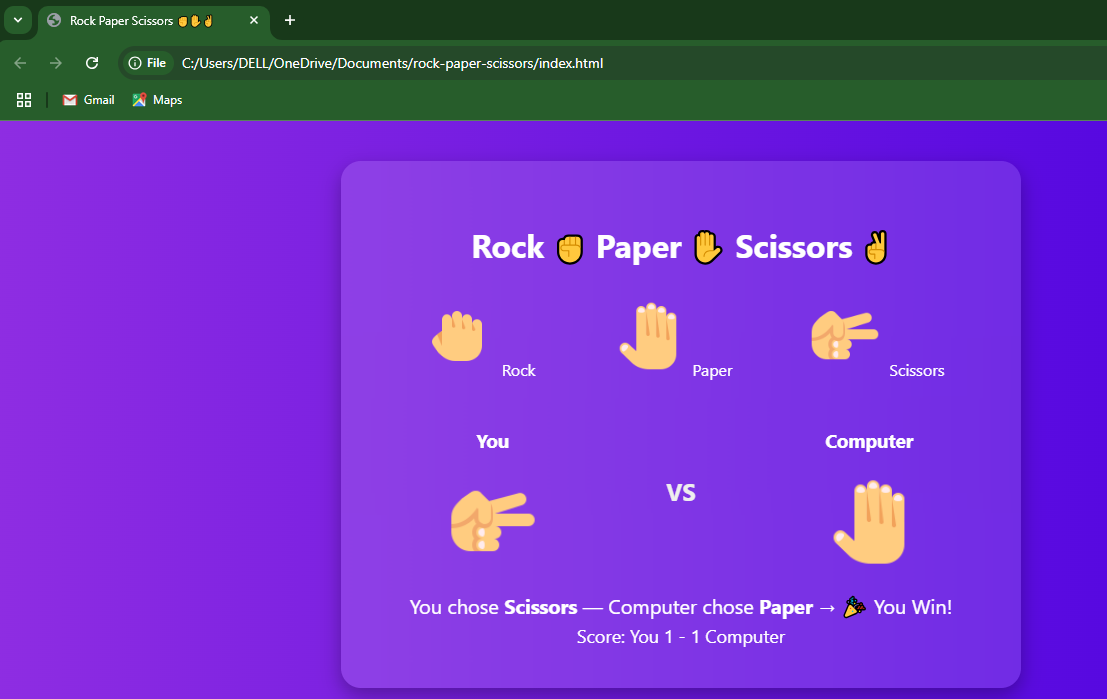 Rock Paper Scissors ✊✋✌
File C:/Users/DELL/OneDrive/Documents/rock-paper-scissors/index.html
Gmail Maps
Rock ✊ Paper ✋ Scissors ✌
Rock Paper Scissors
You Computer
VS
You chose Scissors — Computer chose Paper → 🎉 You Win!
Score: You 1 - 1 Computer